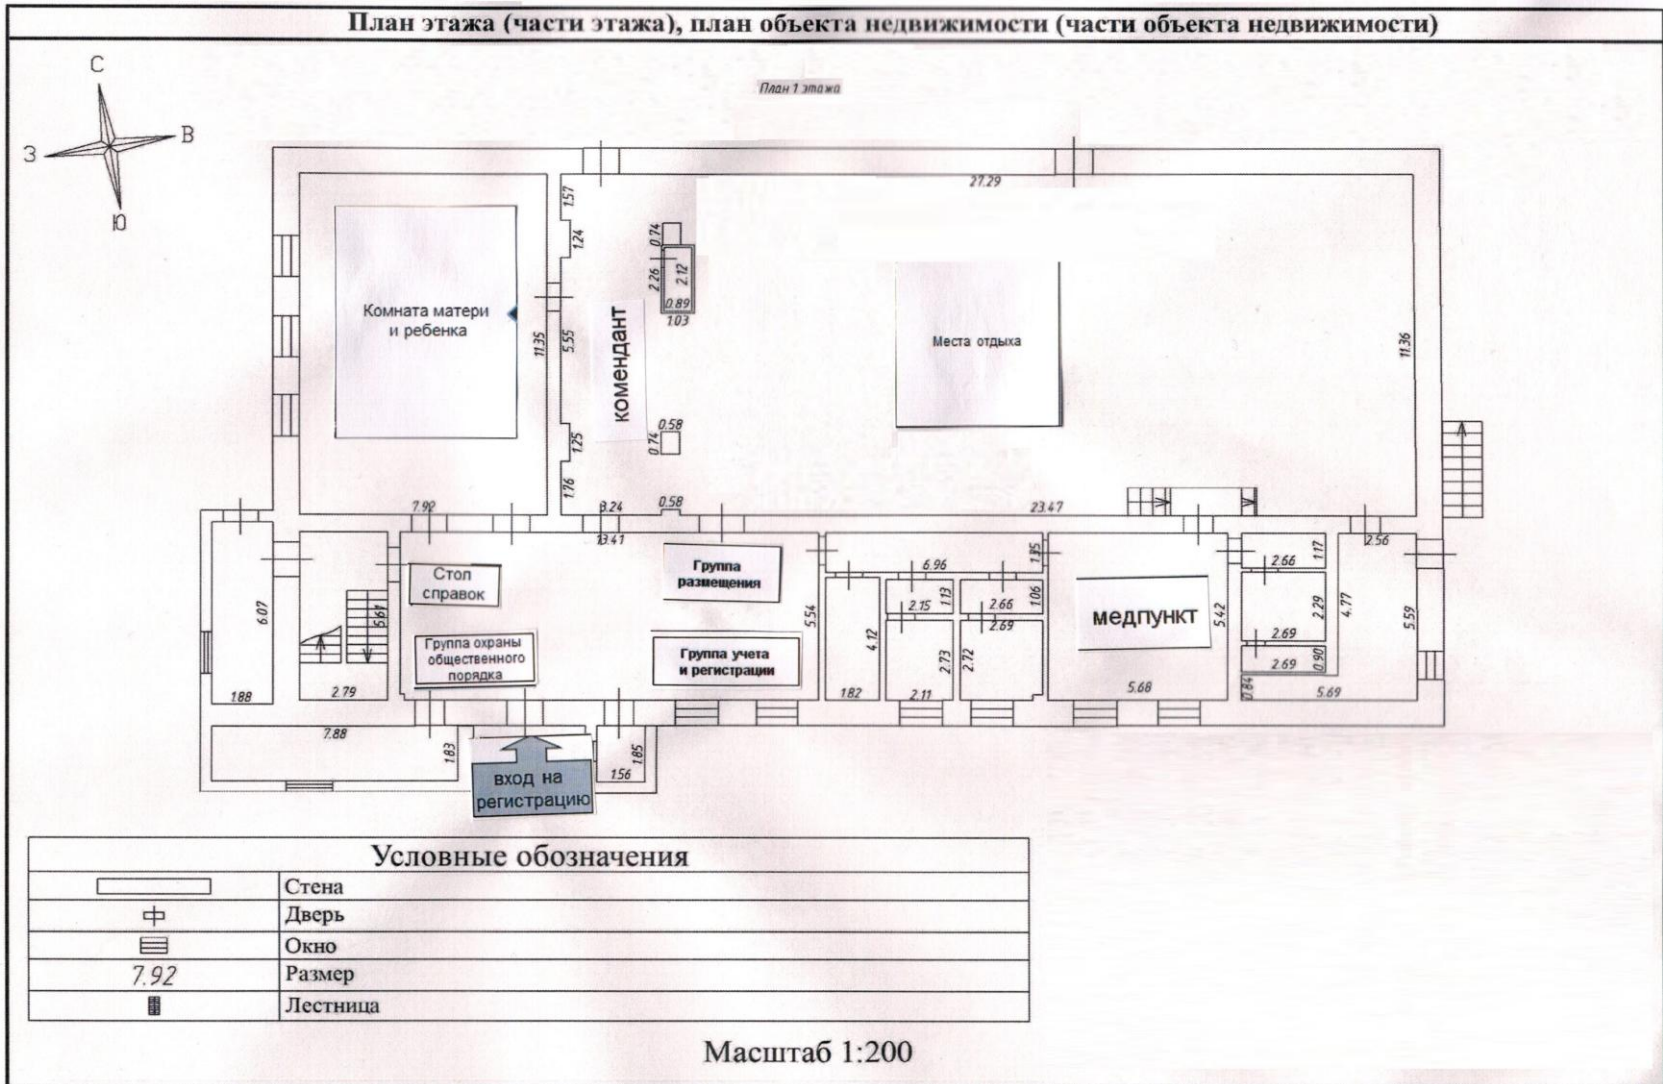 План этажа (части этажа), план объекта недвижимости (части объекта недвижимости)
С
В
З
Ю
План 1 этажа
27.29
1.57
1.24
0.74
2.26
2.12
0.89
1.03
Комната матери
и ребенка
11.35
5.55
комендант
Места отдыха
11.36
0.58
0.74
1.25
1.76
7.92
3.24
0.58
23.47
13.41
2.56
Стол
справок
Группа
размещения
6.96
1.35
2.66
1.17
6.07
5.61
5.54
2.15
1.13
2.66
1.06
2.69
медпункт
5.42
2.29
4.77
5.59
Группа охраны
общественного
порядка
Группа учета
и регистрации
4.12
2.73
2.72
2.69
2.69
0.90
0.84
1.88
2.79
1.82
2.11
5.68
5.69
7.88
1.83
1.85
1.56
вход на
регистрацию
Условные обозначения
Стена
Дверь
Окно
7.92
Размер
Лестница
Масштаб 1:200